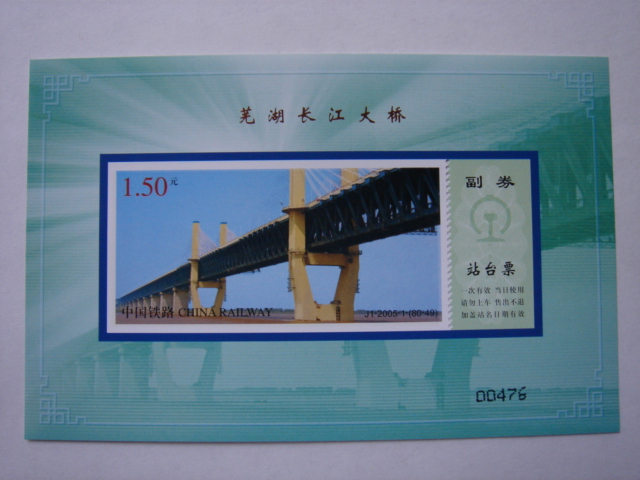 芜湖长江大桥
1.50元
副券
站台票
一次有效 当日使用
请勿上车 售出不退
加盖站名日期有效
中国铁路 CHINA RAILWAY
J1-2005-1-(80-49)
00476